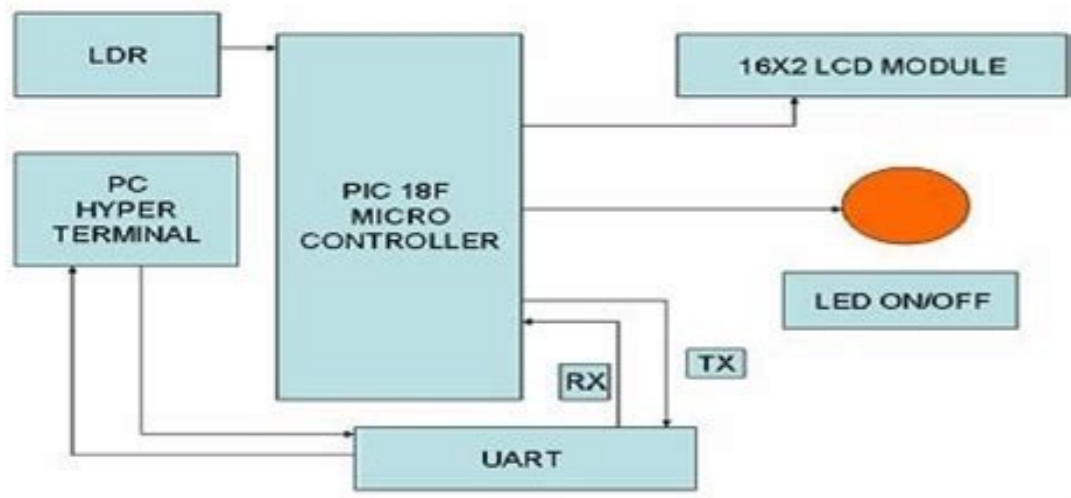 LDR
16X2 LCD MODULE
PC
HYPER
TERMINAL
PIC 18F
MICRO
CONTROLLER
LED ON/OFF
RX
TX
UART